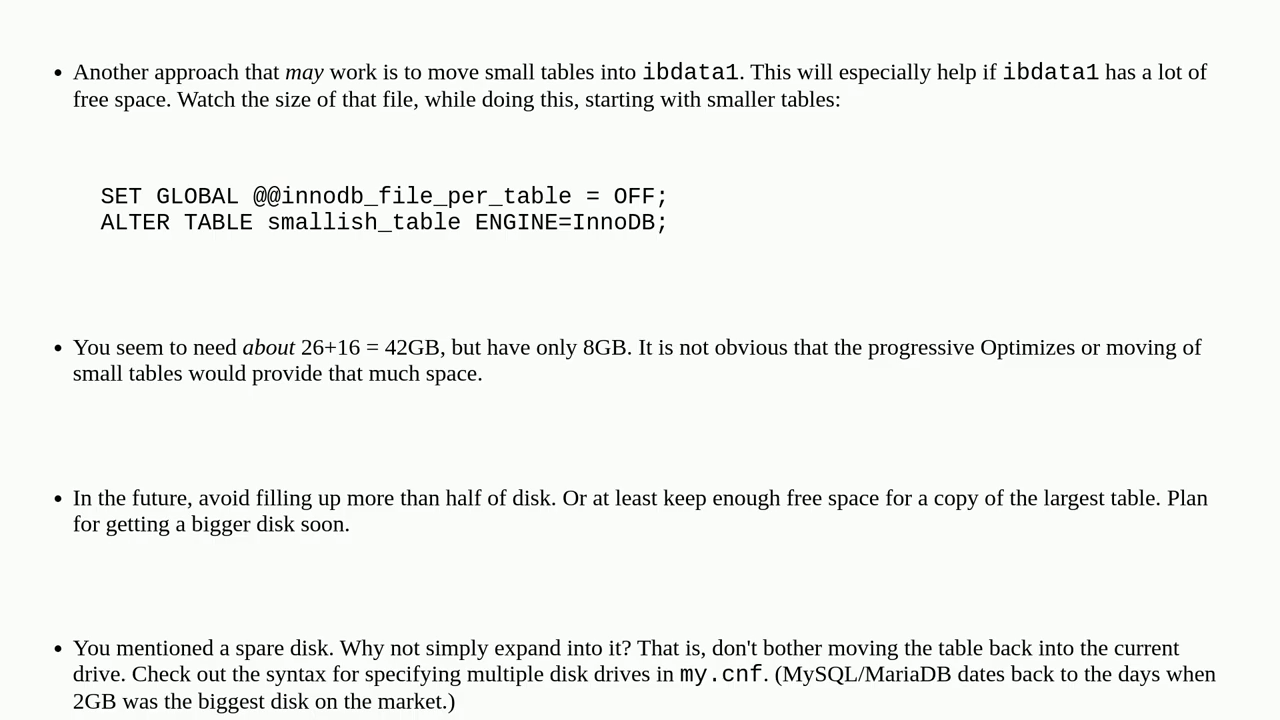 • Another approach that may work is to move small tables into ibdata1. This will especially help if ibdata1 has a lot of
free space. Watch the size of that file, while doing this, starting with smaller tables:
SET GLOBAL @@innodb_file_per_table = OFF;
ALTER TABLE smallish_table ENGINE=InnoDB;
• You seem to need about 26+16 = 42GB, but have only 8GB. It is not obvious that the progressive Optimizes or moving of
small tables would provide that much space.
• In the future, avoid filling up more than half of disk. Or at least keep enough free space for a copy of the largest table. Plan
for getting a bigger disk soon.
• You mentioned a spare disk. Why not simply expand into it? That is, don't bother moving the table back into the current
drive. Check out the syntax for specifying multiple disk drives in my.cnf. (MySQL/MariaDB dates back to the days when
2GB was the biggest disk on the market.)